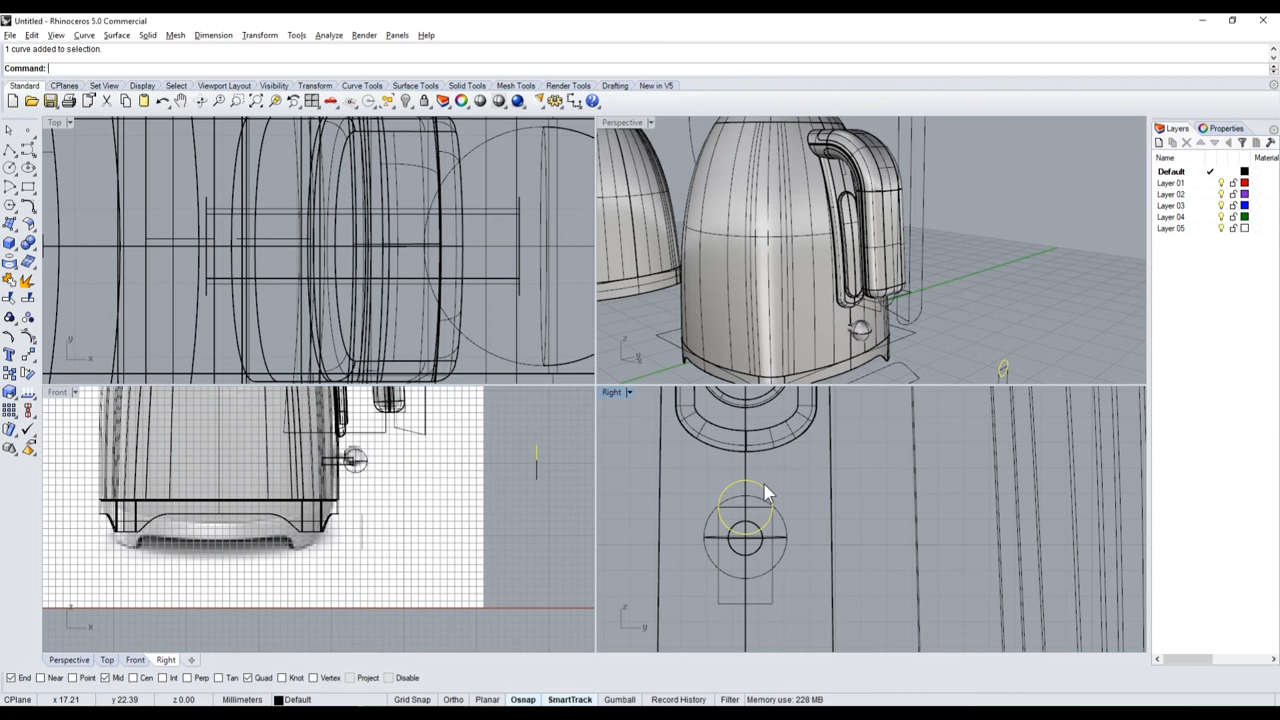 Untitled - Rhinoceros 5.0 Commercial
File Edit View Curve Surface Solid Mesh Dimension Transform Tools Analyze Render Panels Help
1 curve added to selection.
Command:
Standard CPlanes Set View Display Select Viewport Layout Visibility Transform Curve Tools Surface Tools Solid Tools Mesh Tools Render Tools Drafting New in V5
Top
Perspective
Layers Properties
Name Material
Default
Layer 01
Layer 02
Layer 03
Layer 04
Layer 05
y x
z y x
Front
Right
z x
z y
Perspective Top Front Right
End Near Point Mid Cen Int Perp Tan Quad Knot Vertex Project Disable
CPlane x 17.21 y 22.39 z 0.00 Millimeters Default Grid Snap Ortho Planar Osnap SmartTrack Gumball Record History Filter Memory use: 228 MB